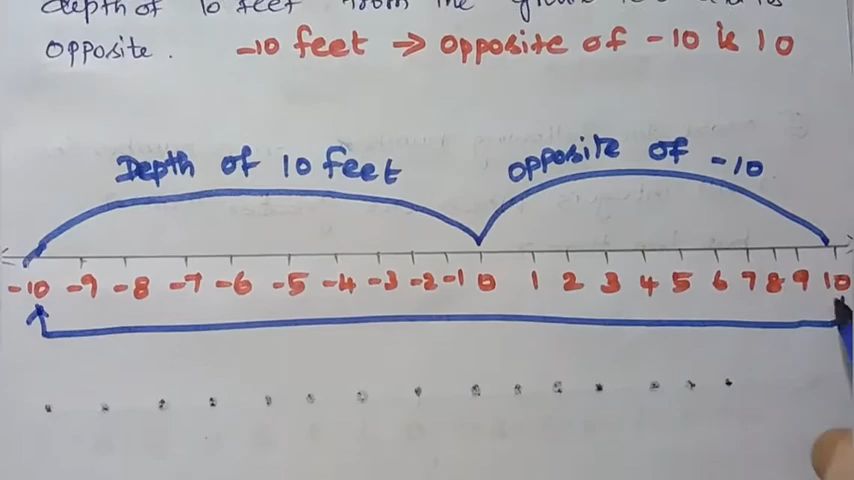 depth of 10 feet from the
opposite. -10 feet → opposite of -10 is 10
Depth of 10 feet opposite of -10
-10 -9 -8 -7 -6 -5 -4 -3 -2 -1 0 1 2 3 4 5 6 7 8 9 10